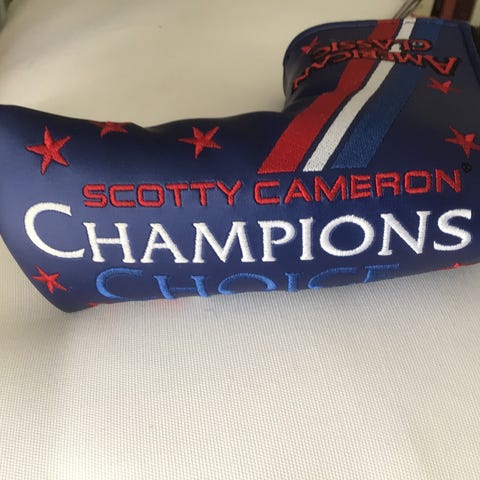 AMERICAN
CLASSIC
SCOTTY CAMERON®
CHAMPIONS
CHOICE